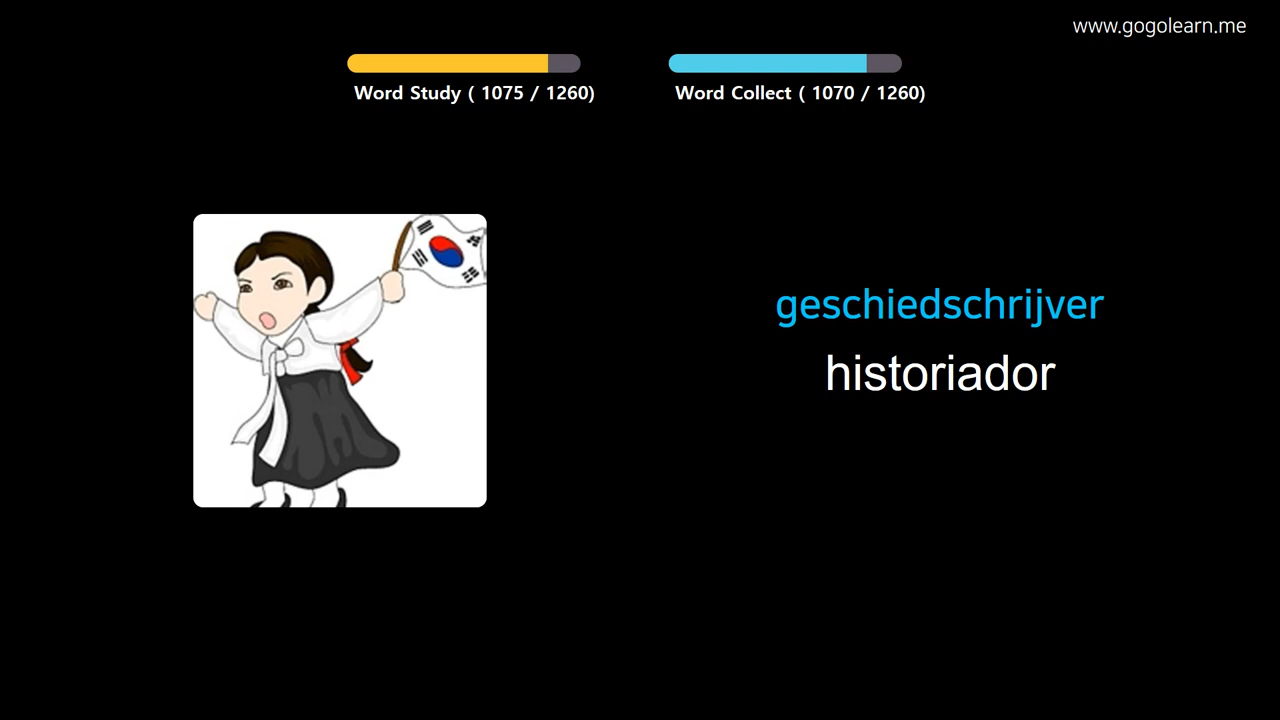 www.gogolearn.me
Word Study ( 1075 / 1260)
Word Collect ( 1070 / 1260)
geschiedschrijver
historiador